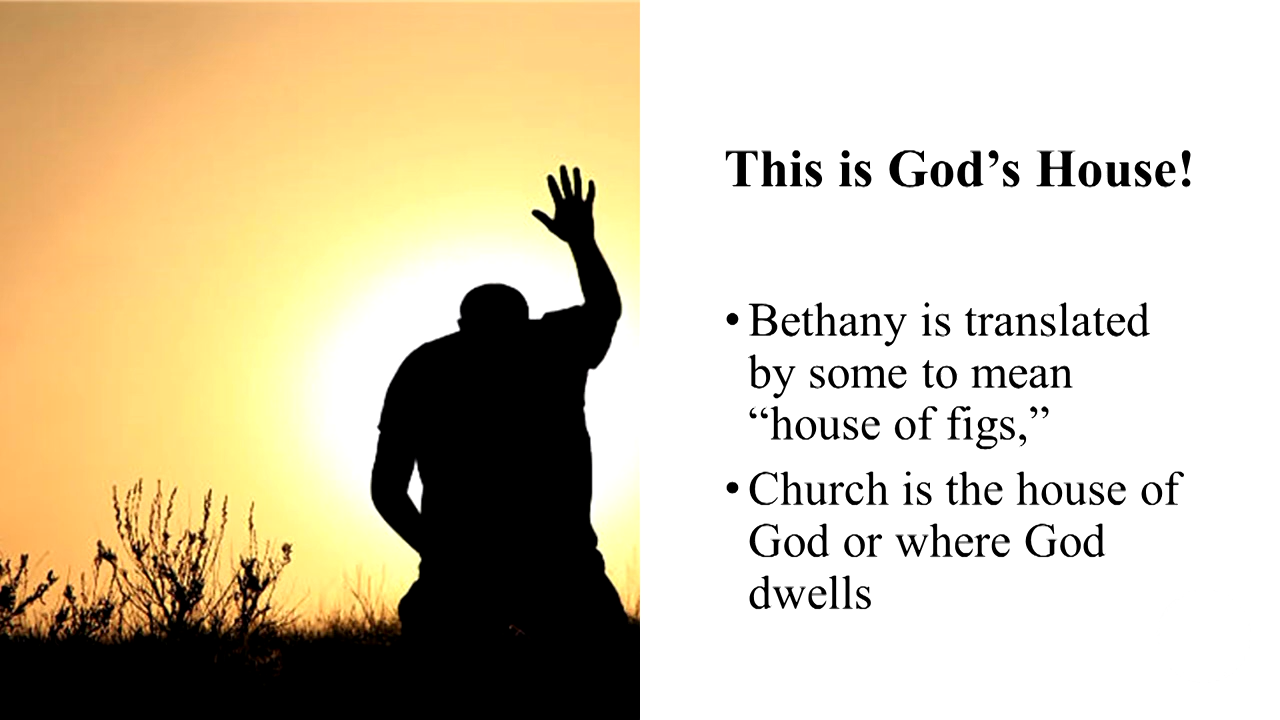 This is God’s House!
• Bethany is translated
by some to mean
“house of figs,”
• Church is the house of
God or where God
dwells